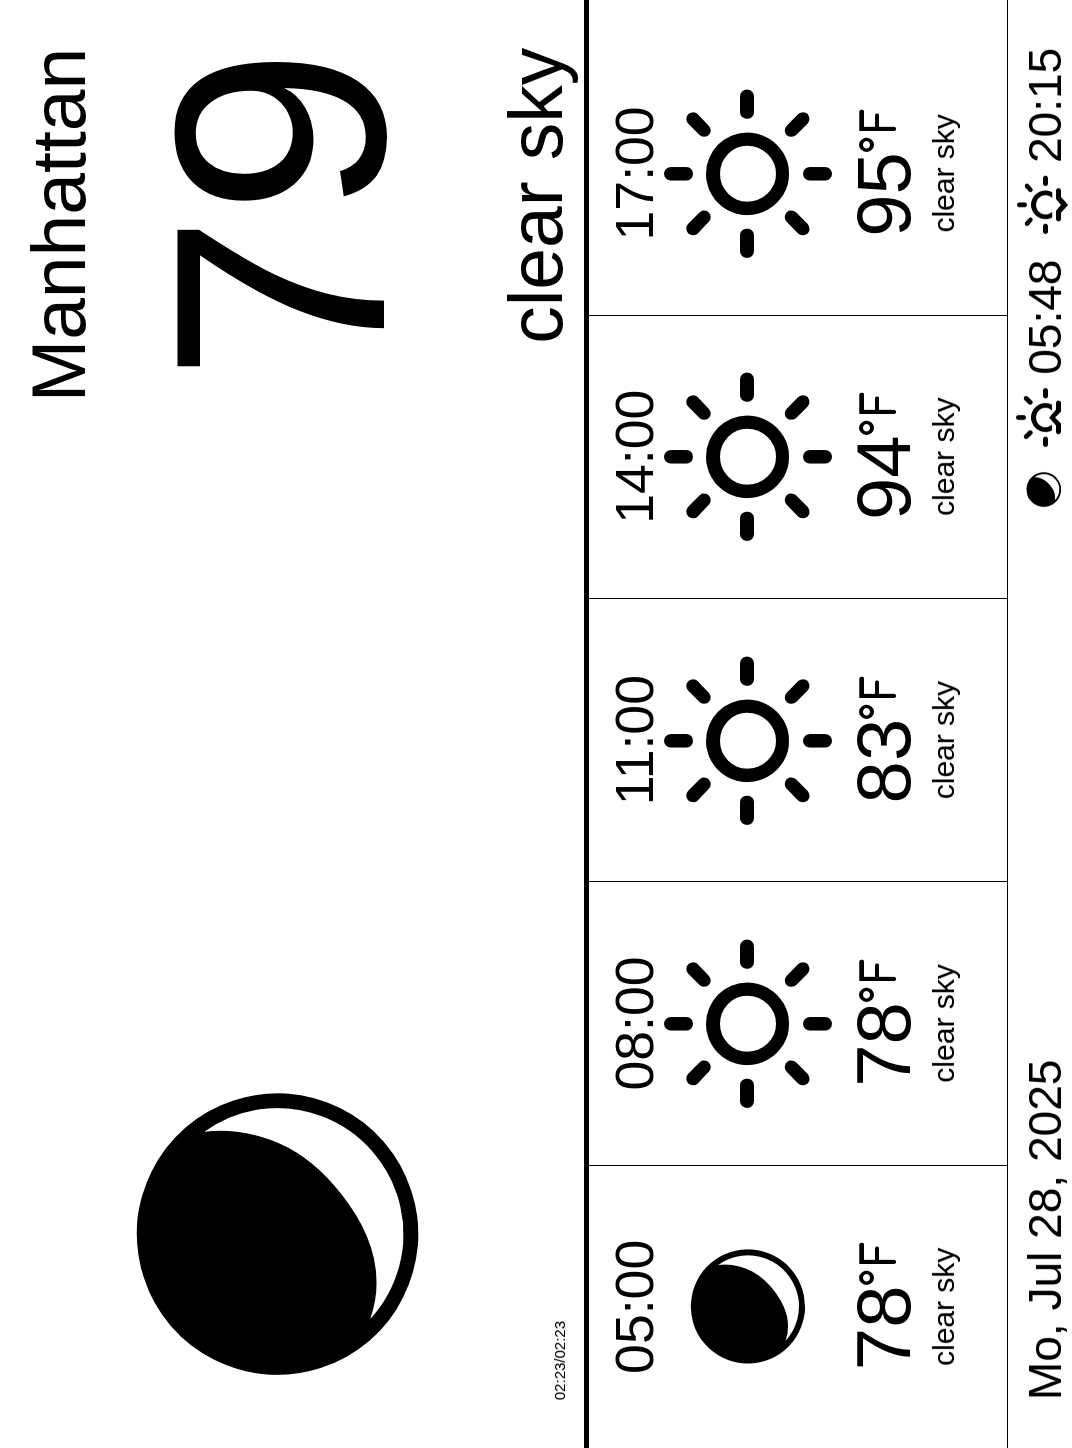 Manhattan
79
clear sky
02:23/02:23
05:00 08:00 11:00 14:00 17:00
78°F 78°F 83°F 94°F 95°F
clear sky clear sky clear sky clear sky clear sky
Mo, Jul 28, 2025 05:48 20:15